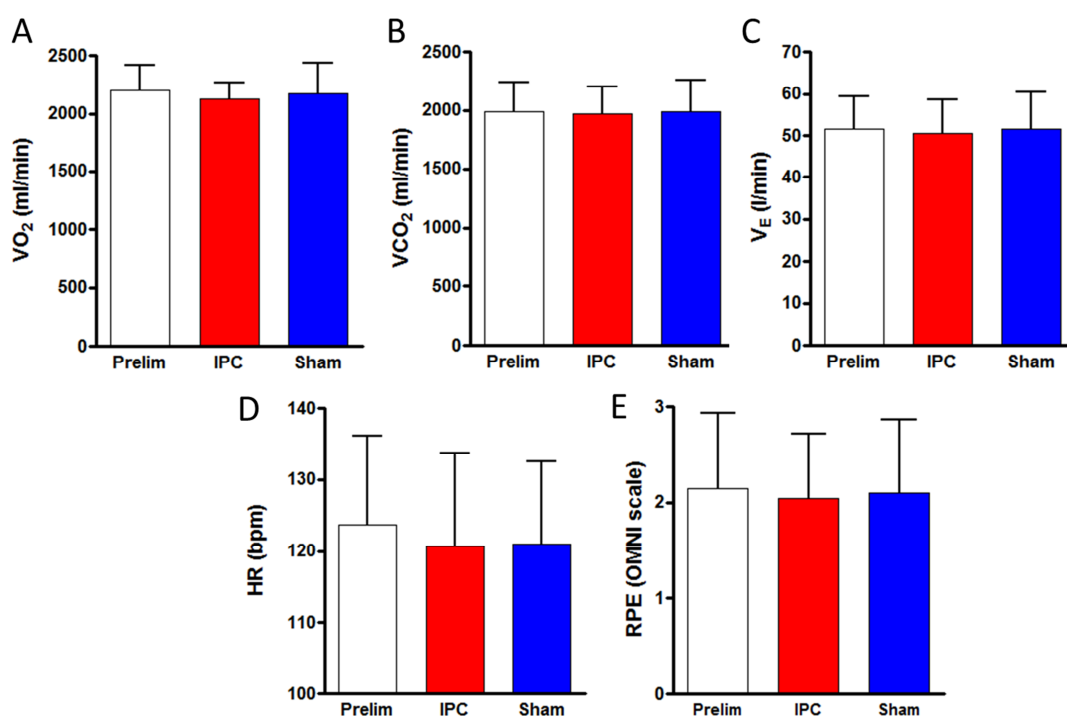 A
VO₂ (ml/min)
2500
2000
1500
1000
500
0
Prelim IPC Sham
B
VCO₂ (ml/min)
2500
2000
1500
1000
500
0
Prelim IPC Sham
C
V_E (l/min)
70
60
50
40
30
20
10
0
Prelim IPC Sham
D
HR (bpm)
140
130
120
110
100
Prelim IPC Sham
E
RPE (OMNI scale)
3
2
1
0
Prelim IPC Sham